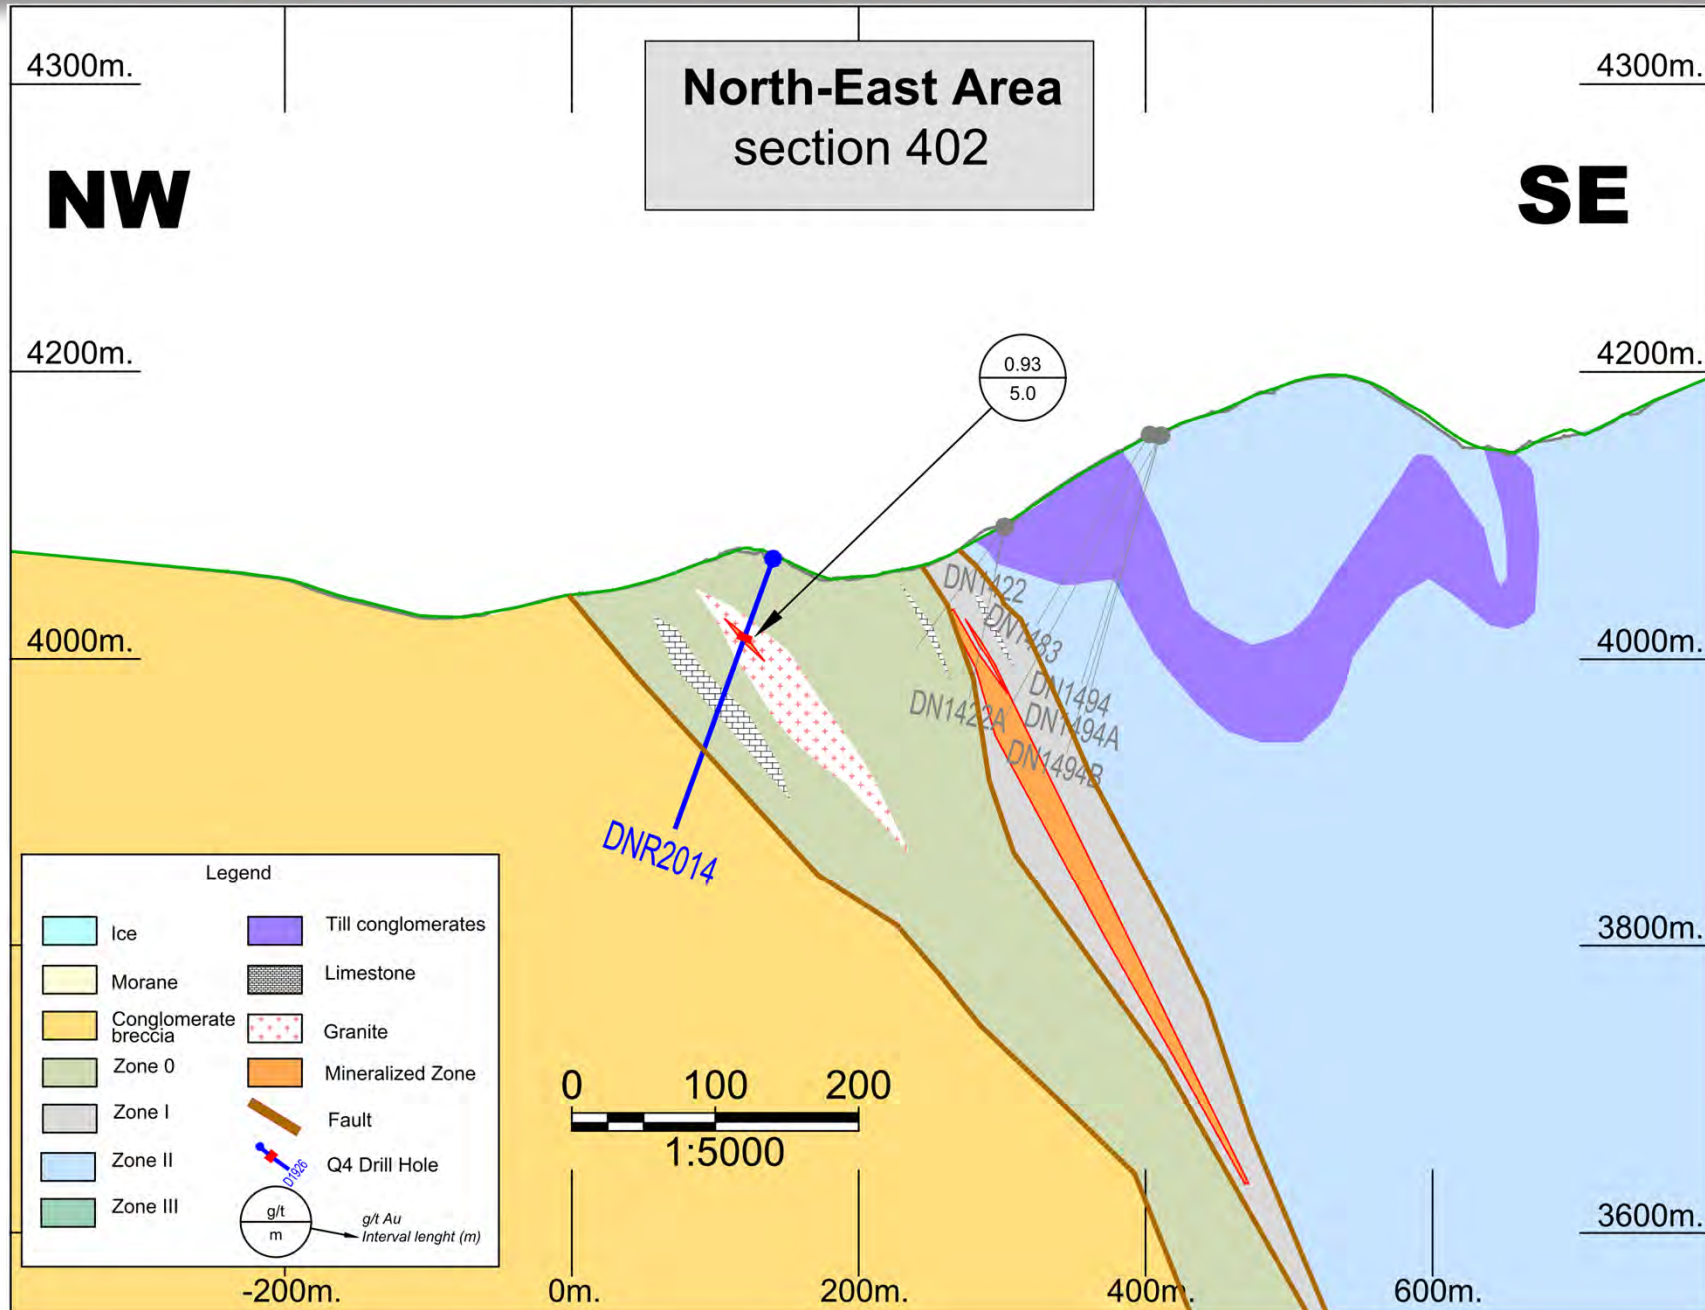 4300m.
4300m.
North-East Area
section 402
NW
SE
4200m.
4200m.
0.93
5.0
DN1422
DN1483
4000m.
4000m.
DN1494
DN1422A
DN1494A
DN1494B
DNR2014
Legend
Ice
Till conglomerates
Morane
Limestone
Conglomerate
breccia
Granite
Zone 0
Mineralized Zone
Zone I
Fault
Zone II
D1926
Q4 Drill Hole
Zone III
g/t
m
g/t Au
Interval lenght (m)
3800m.
0 100 200
1:5000
3600m.
-200m. 0m. 200m. 400m. 600m.